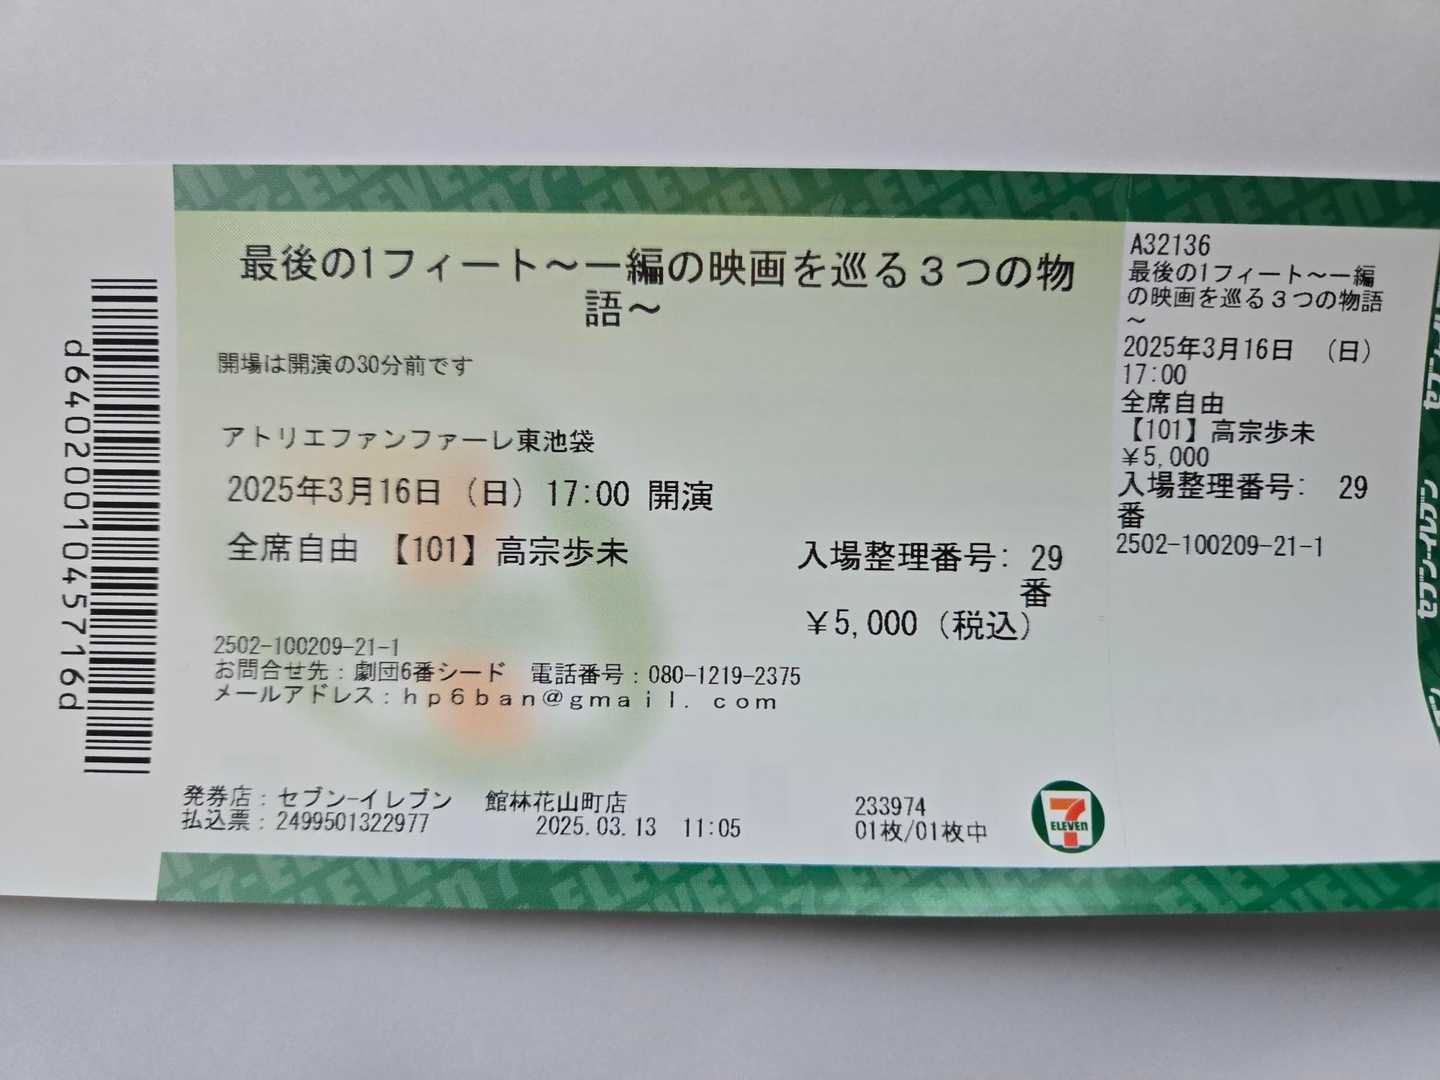 d6402001045716d
最後の1フィート～一編の映画を巡る３つの物
語～
開場は開演の30分前です
アトリエファンファーレ東池袋
2025年3月16日（日）17:00 開演
全席自由 【101】高宗歩未
入場整理番号： 29
番
￥5,000（税込）
2502-100209-21-1
お問合せ先：劇団6番シード 電話番号：080-1219-2375
メールアドレス：ｈｐ６ｂａｎ＠ｇｍａｉｌ．ｃｏｍ
発券店：セブン-イレブン 館林花山町店
払込票：2499501322977
2025.03.13 11:05
233974
01枚/01枚中
7
ELEVEN
A32136
最後の1フィート～一編
の映画を巡る３つの物語
～
2025年3月16日 （日）
17:00
全席自由
【101】高宗歩未
￥5,000
入場整理番号： 29
番
2502-100209-21-1
セブン-イレブン